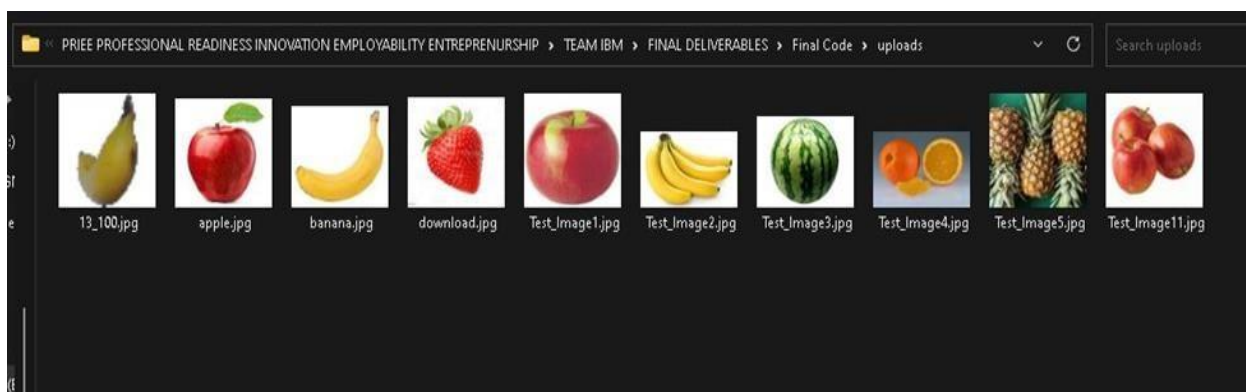 PRIEE PROFESSIONAL READINESS INNOVATION EMPLOYABILITY ENTREPRENURSHIP > TEAM IBM > FINAL DELIVERABLES > Final Code > uploads
Search uploads
13_100.jpg
apple.jpg
banana.jpg
download.jpg
Test_Image1.jpg
Test_Image2.jpg
Test_Image3.jpg
Test_Image4.jpg
Test_Image5.jpg
Test_Image11.jpg